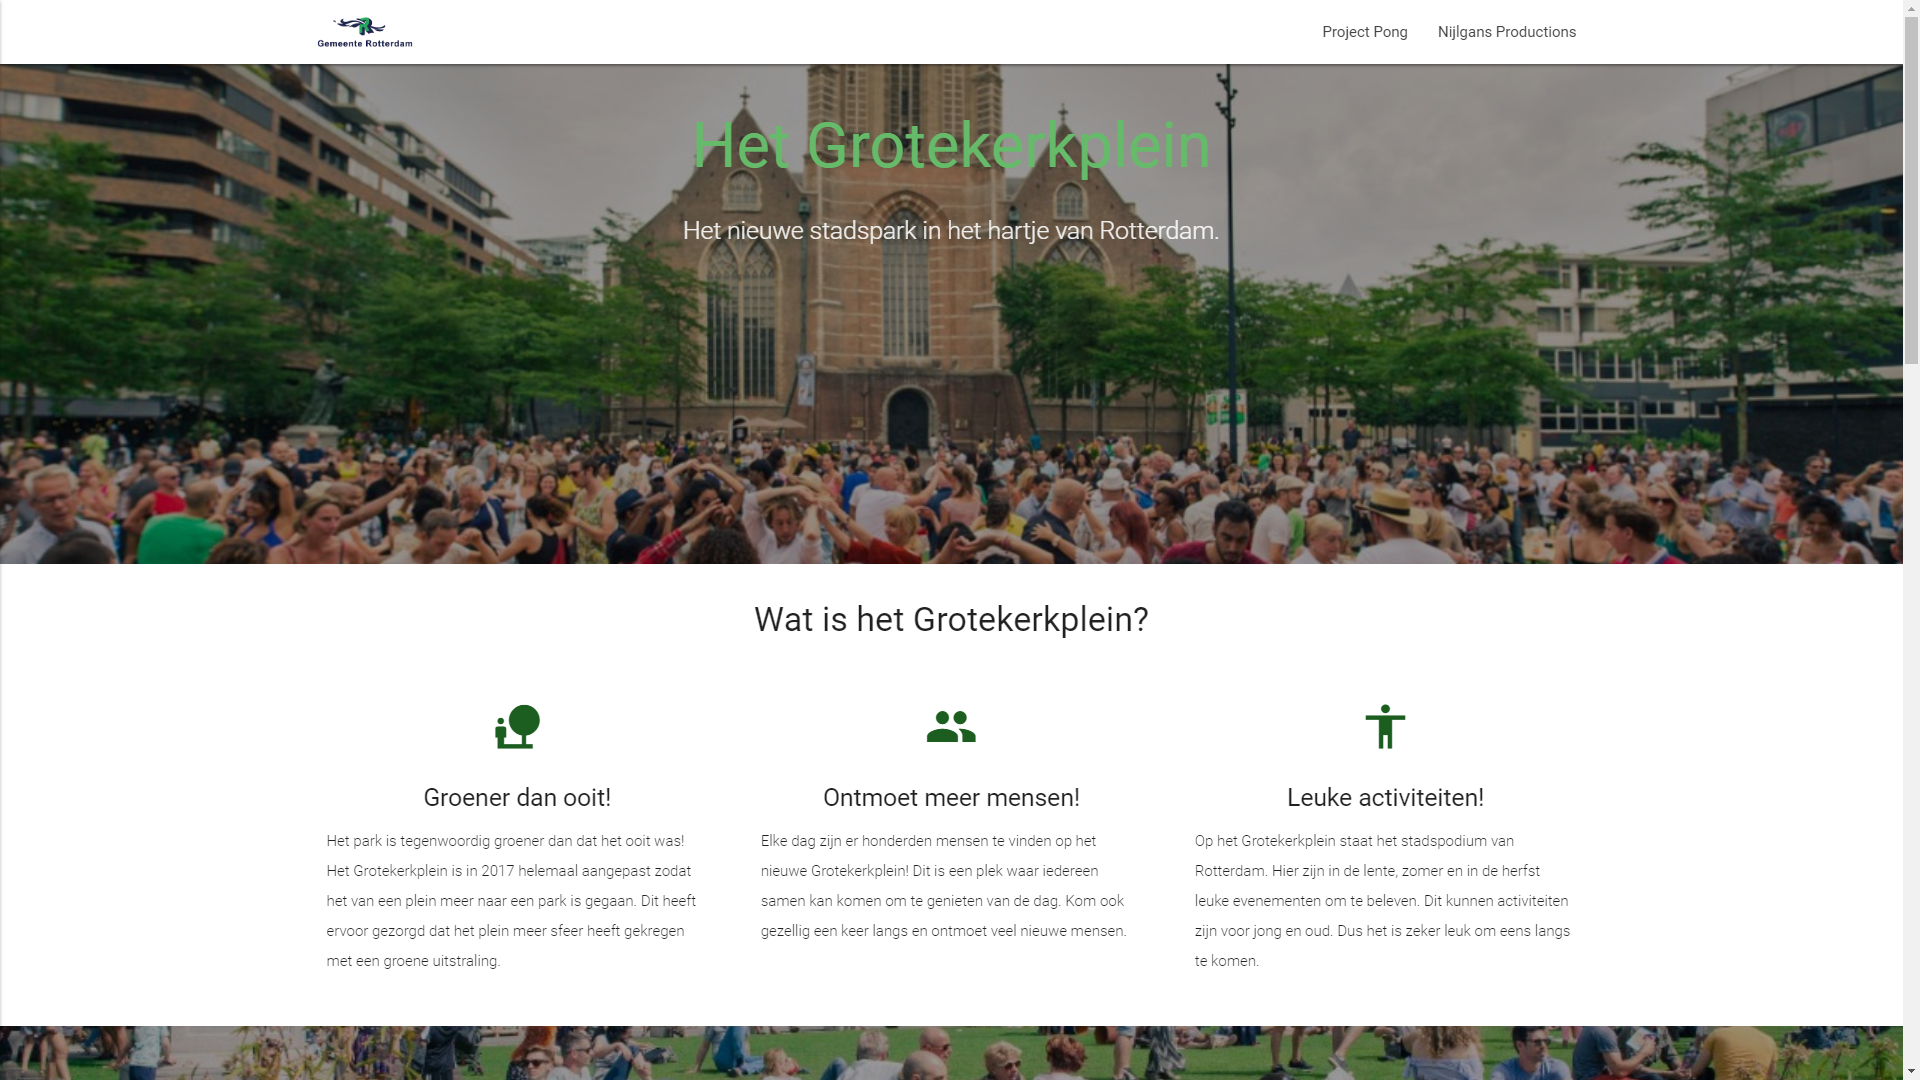 Gemeente Rotterdam
Project Pong
Nijlgans Productions
Het Grotekerkplein
Het nieuwe stadspark in het hartje van Rotterdam.
Wat is het Grotekerkplein?
Groener dan ooit!
Het park is tegenwoordig groener dan dat het ooit was!
Het Grotekerkplein is in 2017 helemaal aangepast zodat
het van een plein meer naar een park is gegaan. Dit heeft
ervoor gezorgd dat het plein meer sfeer heeft gekregen
met een groene uitstraling.
Ontmoet meer mensen!
Elke dag zijn er honderden mensen te vinden op het
nieuwe Grotekerkplein! Dit is een plek waar iedereen
samen kan komen om te genieten van de dag. Kom ook
gezellig een keer langs en ontmoet veel nieuwe mensen.
Leuke activiteiten!
Op het Grotekerkplein staat het stadspodium van
Rotterdam. Hier zijn in de lente, zomer en in de herfst
leuke evenementen om te beleven. Dit kunnen activiteiten
zijn voor jong en oud. Dus het is zeker leuk om eens langs
te komen.